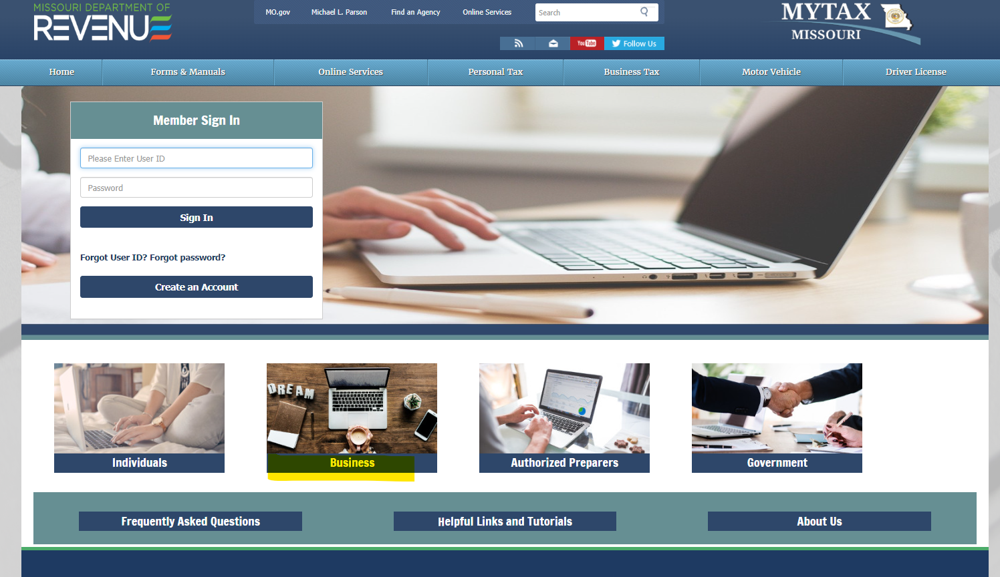 MISSOURI DEPARTMENT OF
REVENUE
MO.gov
Michael L. Parson
Find an Agency
Online Services
Search
MYTAX
MISSOURI
You Tube
Follow Us
Home
Forms & Manuals
Online Services
Personal Tax
Business Tax
Motor Vehicle
Driver License
Member Sign In
Please Enter User ID
Password
Sign In
Forgot User ID? Forgot password?
Create an Account
DREAM
Individuals
Business
Authorized Preparers
Government
Frequently Asked Questions
Helpful Links and Tutorials
About Us